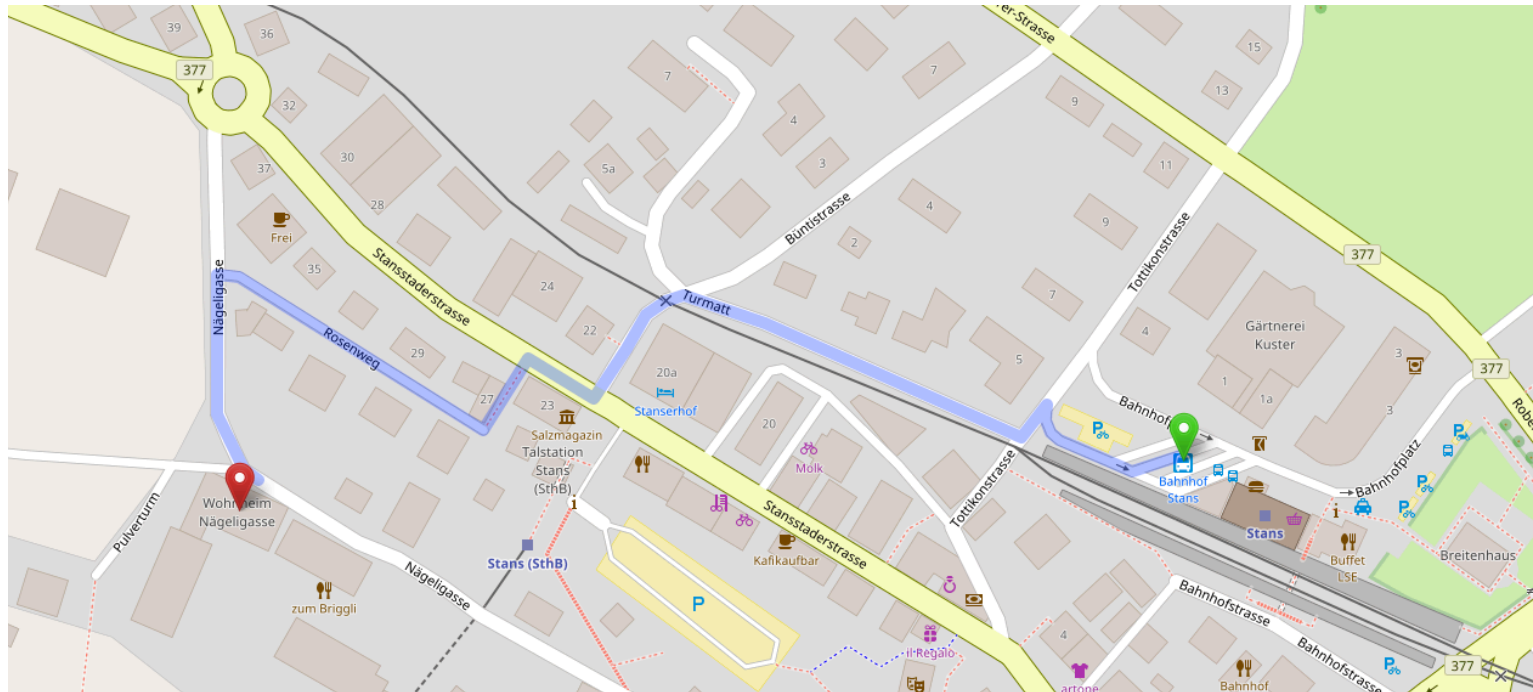 39
36
377
er-Strasse
15
7
7
13
9
32
4
30
37
5a
3
11
28
Frei
4
9
2
Büntistrasse
Tottikonstrasse
377
35
Stansstaderstrasse
24
7
Nägeligasse
Turmatt
22
4
Gärtnerei
Kuster
3
Rosenweg
29
5
377
20a
Stanserhof
1
1a
3
27
23
Salzmagazin
Talstation
Stans
(SthB)
20
Molk
Bahnhofplatz
Bahnhof
Stans
Tottikonstrasse
Wohnheim
Nägeligasse
Pulverturm
Stansstaderstrasse
Stans
Stans (SthB)
Kafikaufbar
Buffet
LSE
Breitenhaus
Nägeligasse
zum Briggli
P
Bahnhofstrasse
4
il Regalo
Bahnhofstrasse
377
Bahnhof
artone